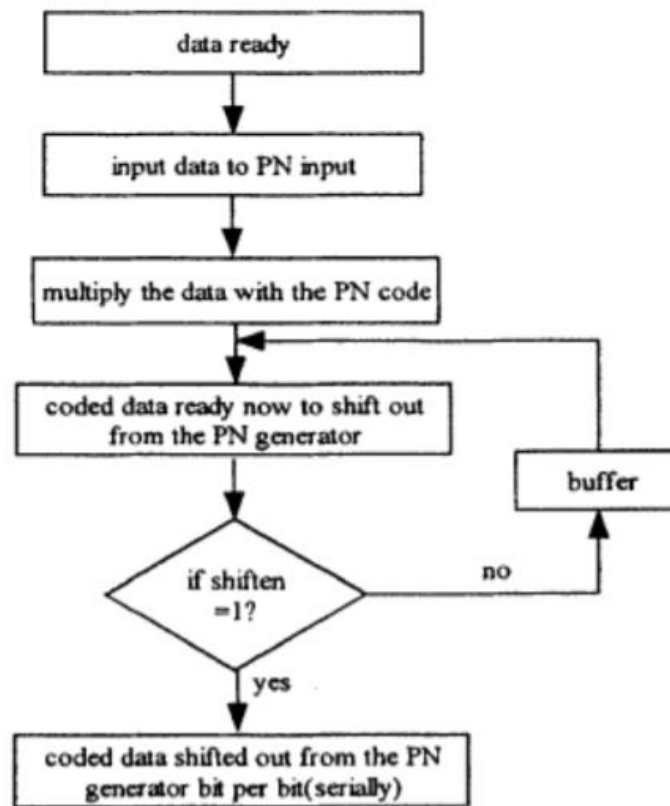 data ready
input data to PN input
multiply the data with the PN code
coded data ready now to shift out
from the PN generator
buffer
if shiften
=1?
no
yes
coded data shifted out from the PN
generator bit per bit(serially)